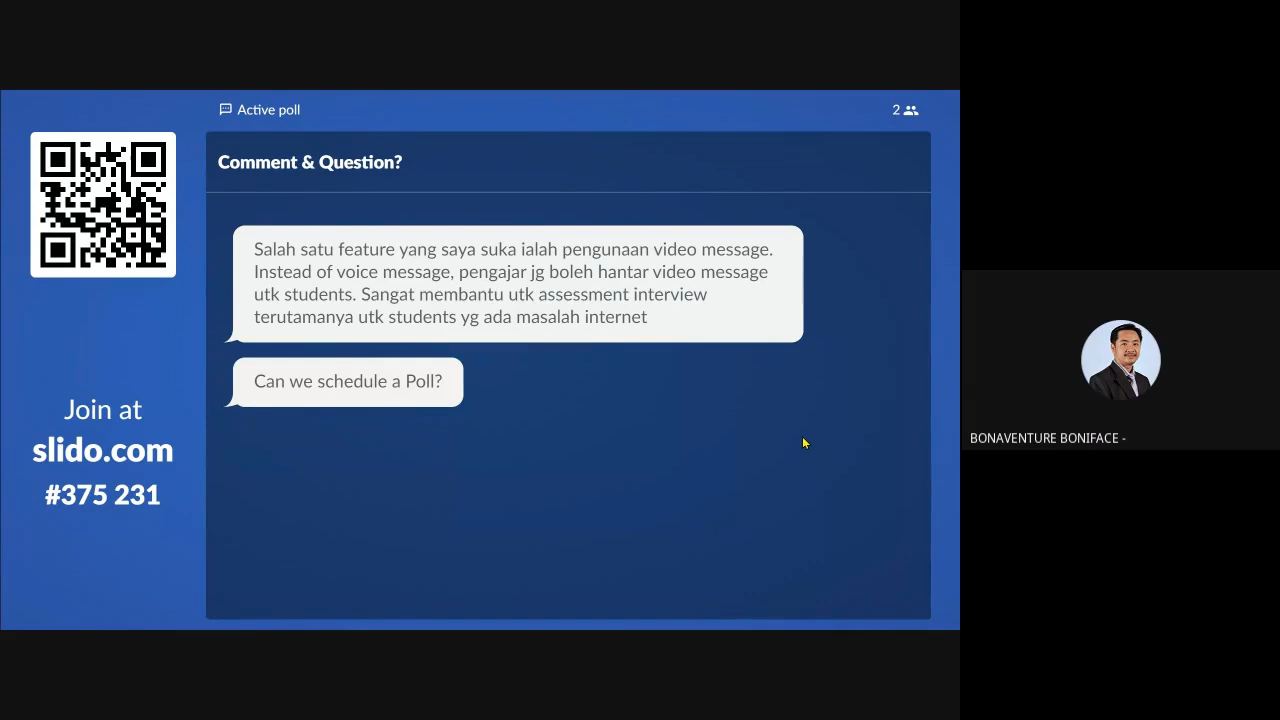 Active poll
2
Comment & Question?
Salah satu feature yang saya suka ialah pengunaan video message.
Instead of voice message, pengajar jg boleh hantar video message
utk students. Sangat membantu utk assessment interview
terutamanya utk students yg ada masalah internet
Can we schedule a Poll?
Join at
slido.com
#375 231
BONAVENTURE BONIFACE -